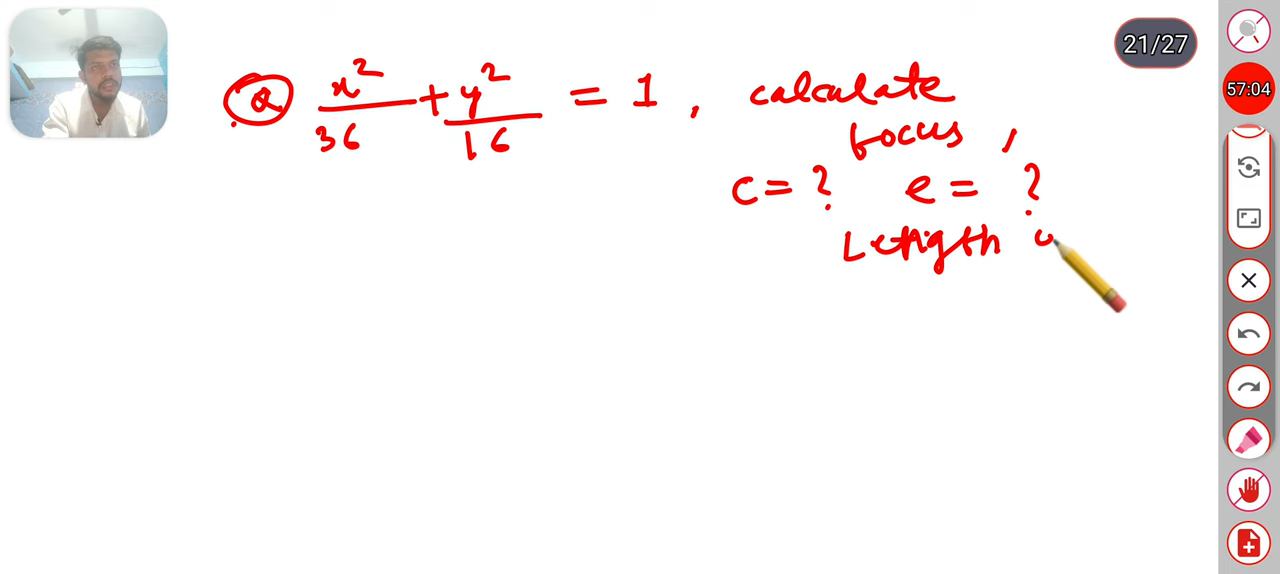 21/27
Q x²/36 + y²/16 = 1, calculate
focus,
57:04
c = ? e = ?
Length